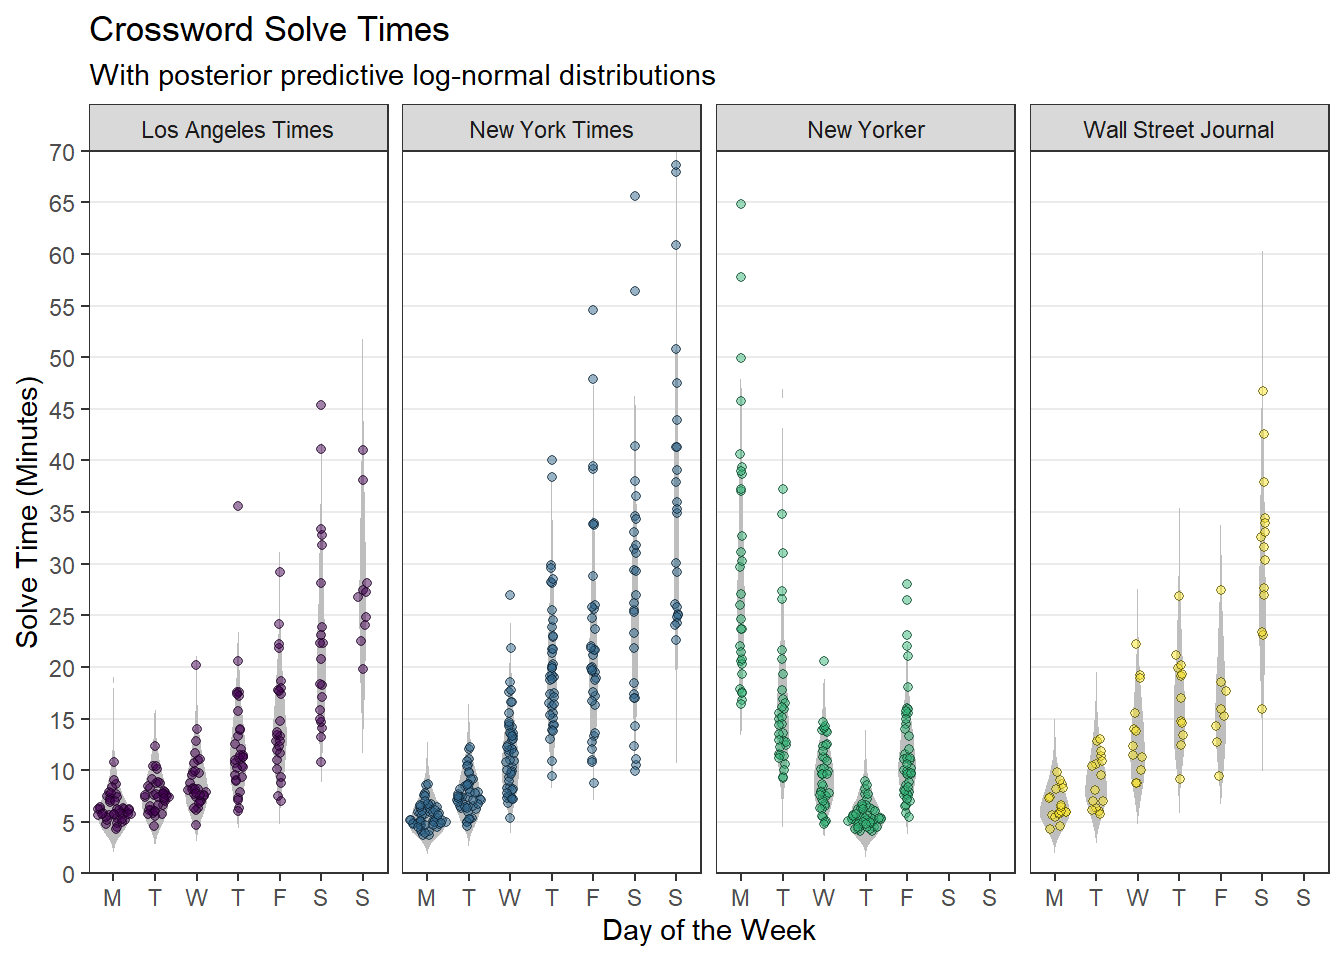 Crossword Solve Times
With posterior predictive log-normal distributions
Los Angeles Times
New York Times
New Yorker
Wall Street Journal
Solve Time (Minutes)
70
65
60
55
50
45
40
35
30
25
20
15
10
5
0
M T W T F S S
M T W T F S S
M T W T F S S
M T W T F S S
Day of the Week